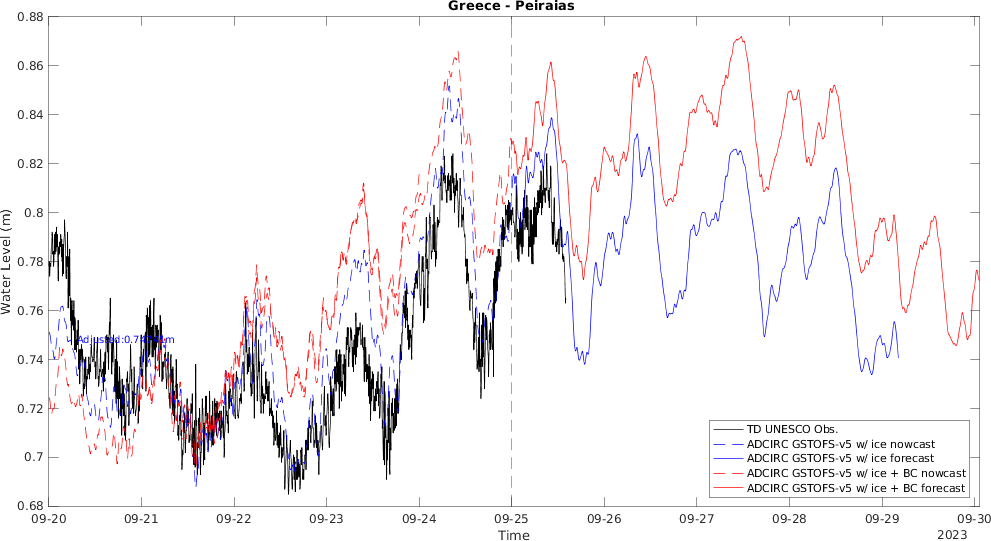 Greece - Peiraias
Water Level (m)
0.88
0.86
0.84
0.82
0.8
0.78
0.76
0.74
0.72
0.7
0.68
TD UNESCO Obs.
ADCIRC GSTOFS-v5 w/ ice nowcast
ADCIRC GSTOFS-v5 w/ ice forecast
ADCIRC GSTOFS-v5 w/ ice + BC nowcast
ADCIRC GSTOFS-v5 w/ ice + BC forecast
09-20 09-21 09-22 09-23 09-24 09-25 09-26 09-27 09-28 09-29 09-30
Time
2023